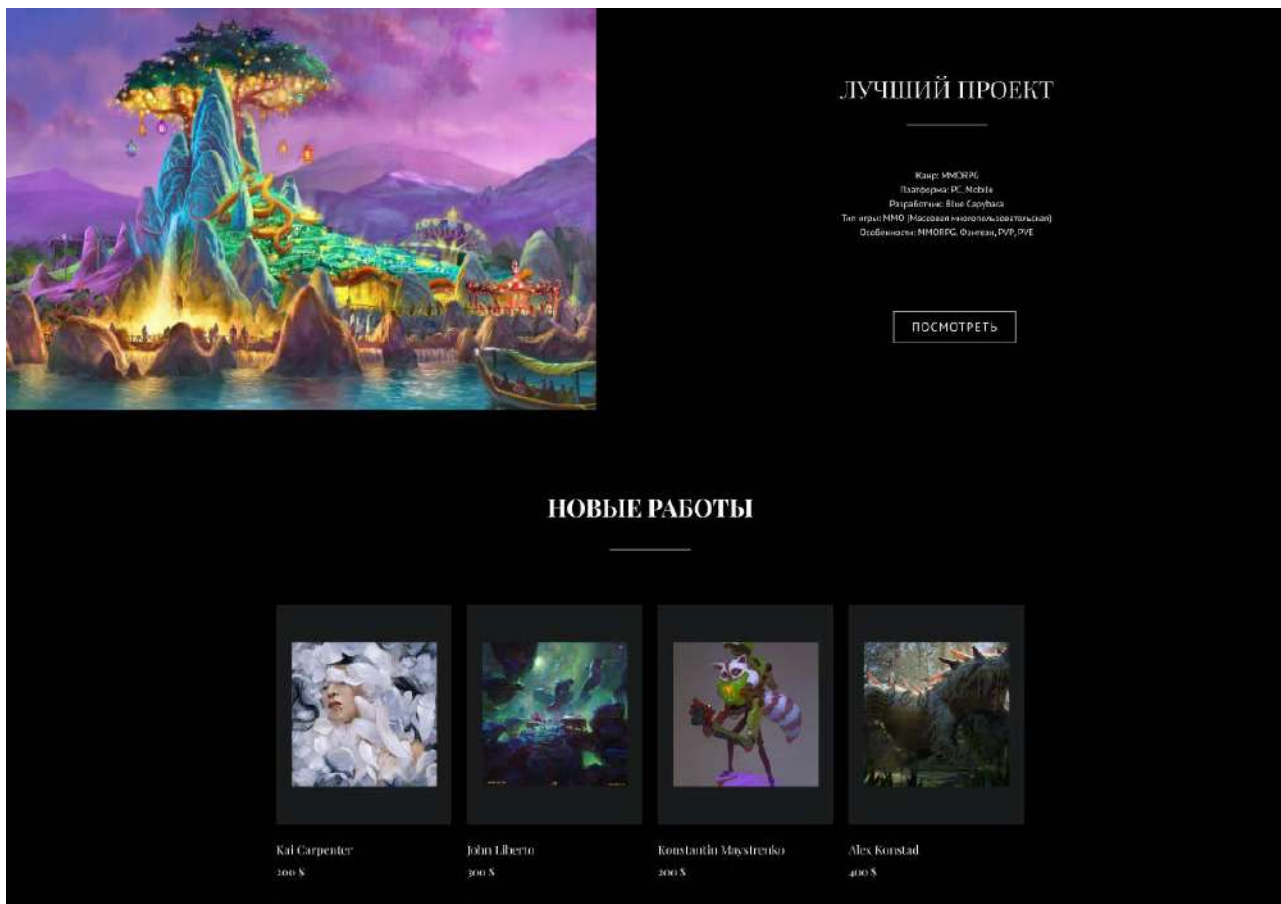 ЛУЧШИЙ ПРОЕКТ
Жанр: MMORPG
Платформа: PC, Mobile
Разработчик: Blue Capybara
Тип игры: MMO (Массовая многопользовательская)
Особенности: MMORPG, Фэнтези, PVP, PVE
ПОСМОТРЕТЬ
НОВЫЕ РАБОТЫ
Kai Carpenter
200 $
John Liberto
300 $
Konstantin Maystrenko
200 $
Alex Konstad
400 $